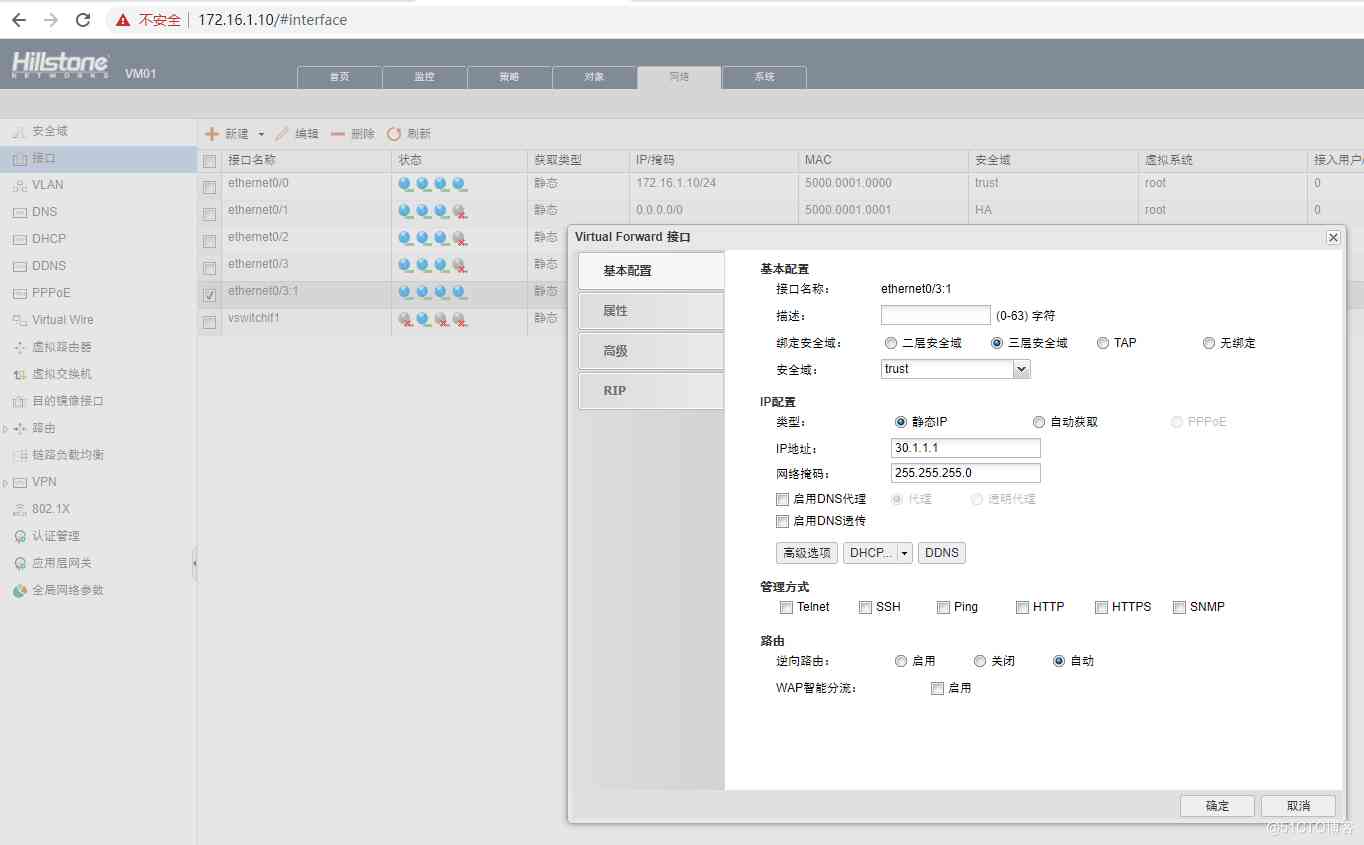 不安全 172.16.1.10/#interface
Hillstone
NETWORKS
VM01
首页 监控 策略 对象 网络 系统
安全域
接口
VLAN
DNS
DHCP
DDNS
PPPoE
Virtual Wire
虚拟路由器
虚拟交换机
目的镜像接口
路由
链路负载均衡
VPN
802.1X
认证管理
应用层网关
全局网络参数
新建 编辑 删除 刷新
接口名称 状态 获取类型 IP/掩码 MAC 安全域 虚拟系统 接入用户/
ethernet0/0 静态 172.16.1.10/24 5000.0001.0000 trust root 0
ethernet0/1 静态 0.0.0.0/0 5000.0001.0001 HA root 0
ethernet0/2 静态
ethernet0/3 静态
ethernet0/3:1 静态
vswitchif1 静态
Virtual Forward 接口
基本配置
属性
高级
RIP
基本配置
接口名称: ethernet0/3:1
描述: (0-63) 字符
绑定安全域: 二层安全域 三层安全域 TAP 无绑定
安全域: trust
IP配置
类型: 静态IP 自动获取 PPPoE
IP地址: 30.1.1.1
网络掩码: 255.255.255.0
启用DNS代理 代理 透明代理
启用DNS透传
高级选项 DHCP... DDNS
管理方式
Telnet SSH Ping HTTP HTTPS SNMP
路由
逆向路由: 启用 关闭 自动
WAP智能分流: 启用
确定 取消
@51CTO博客